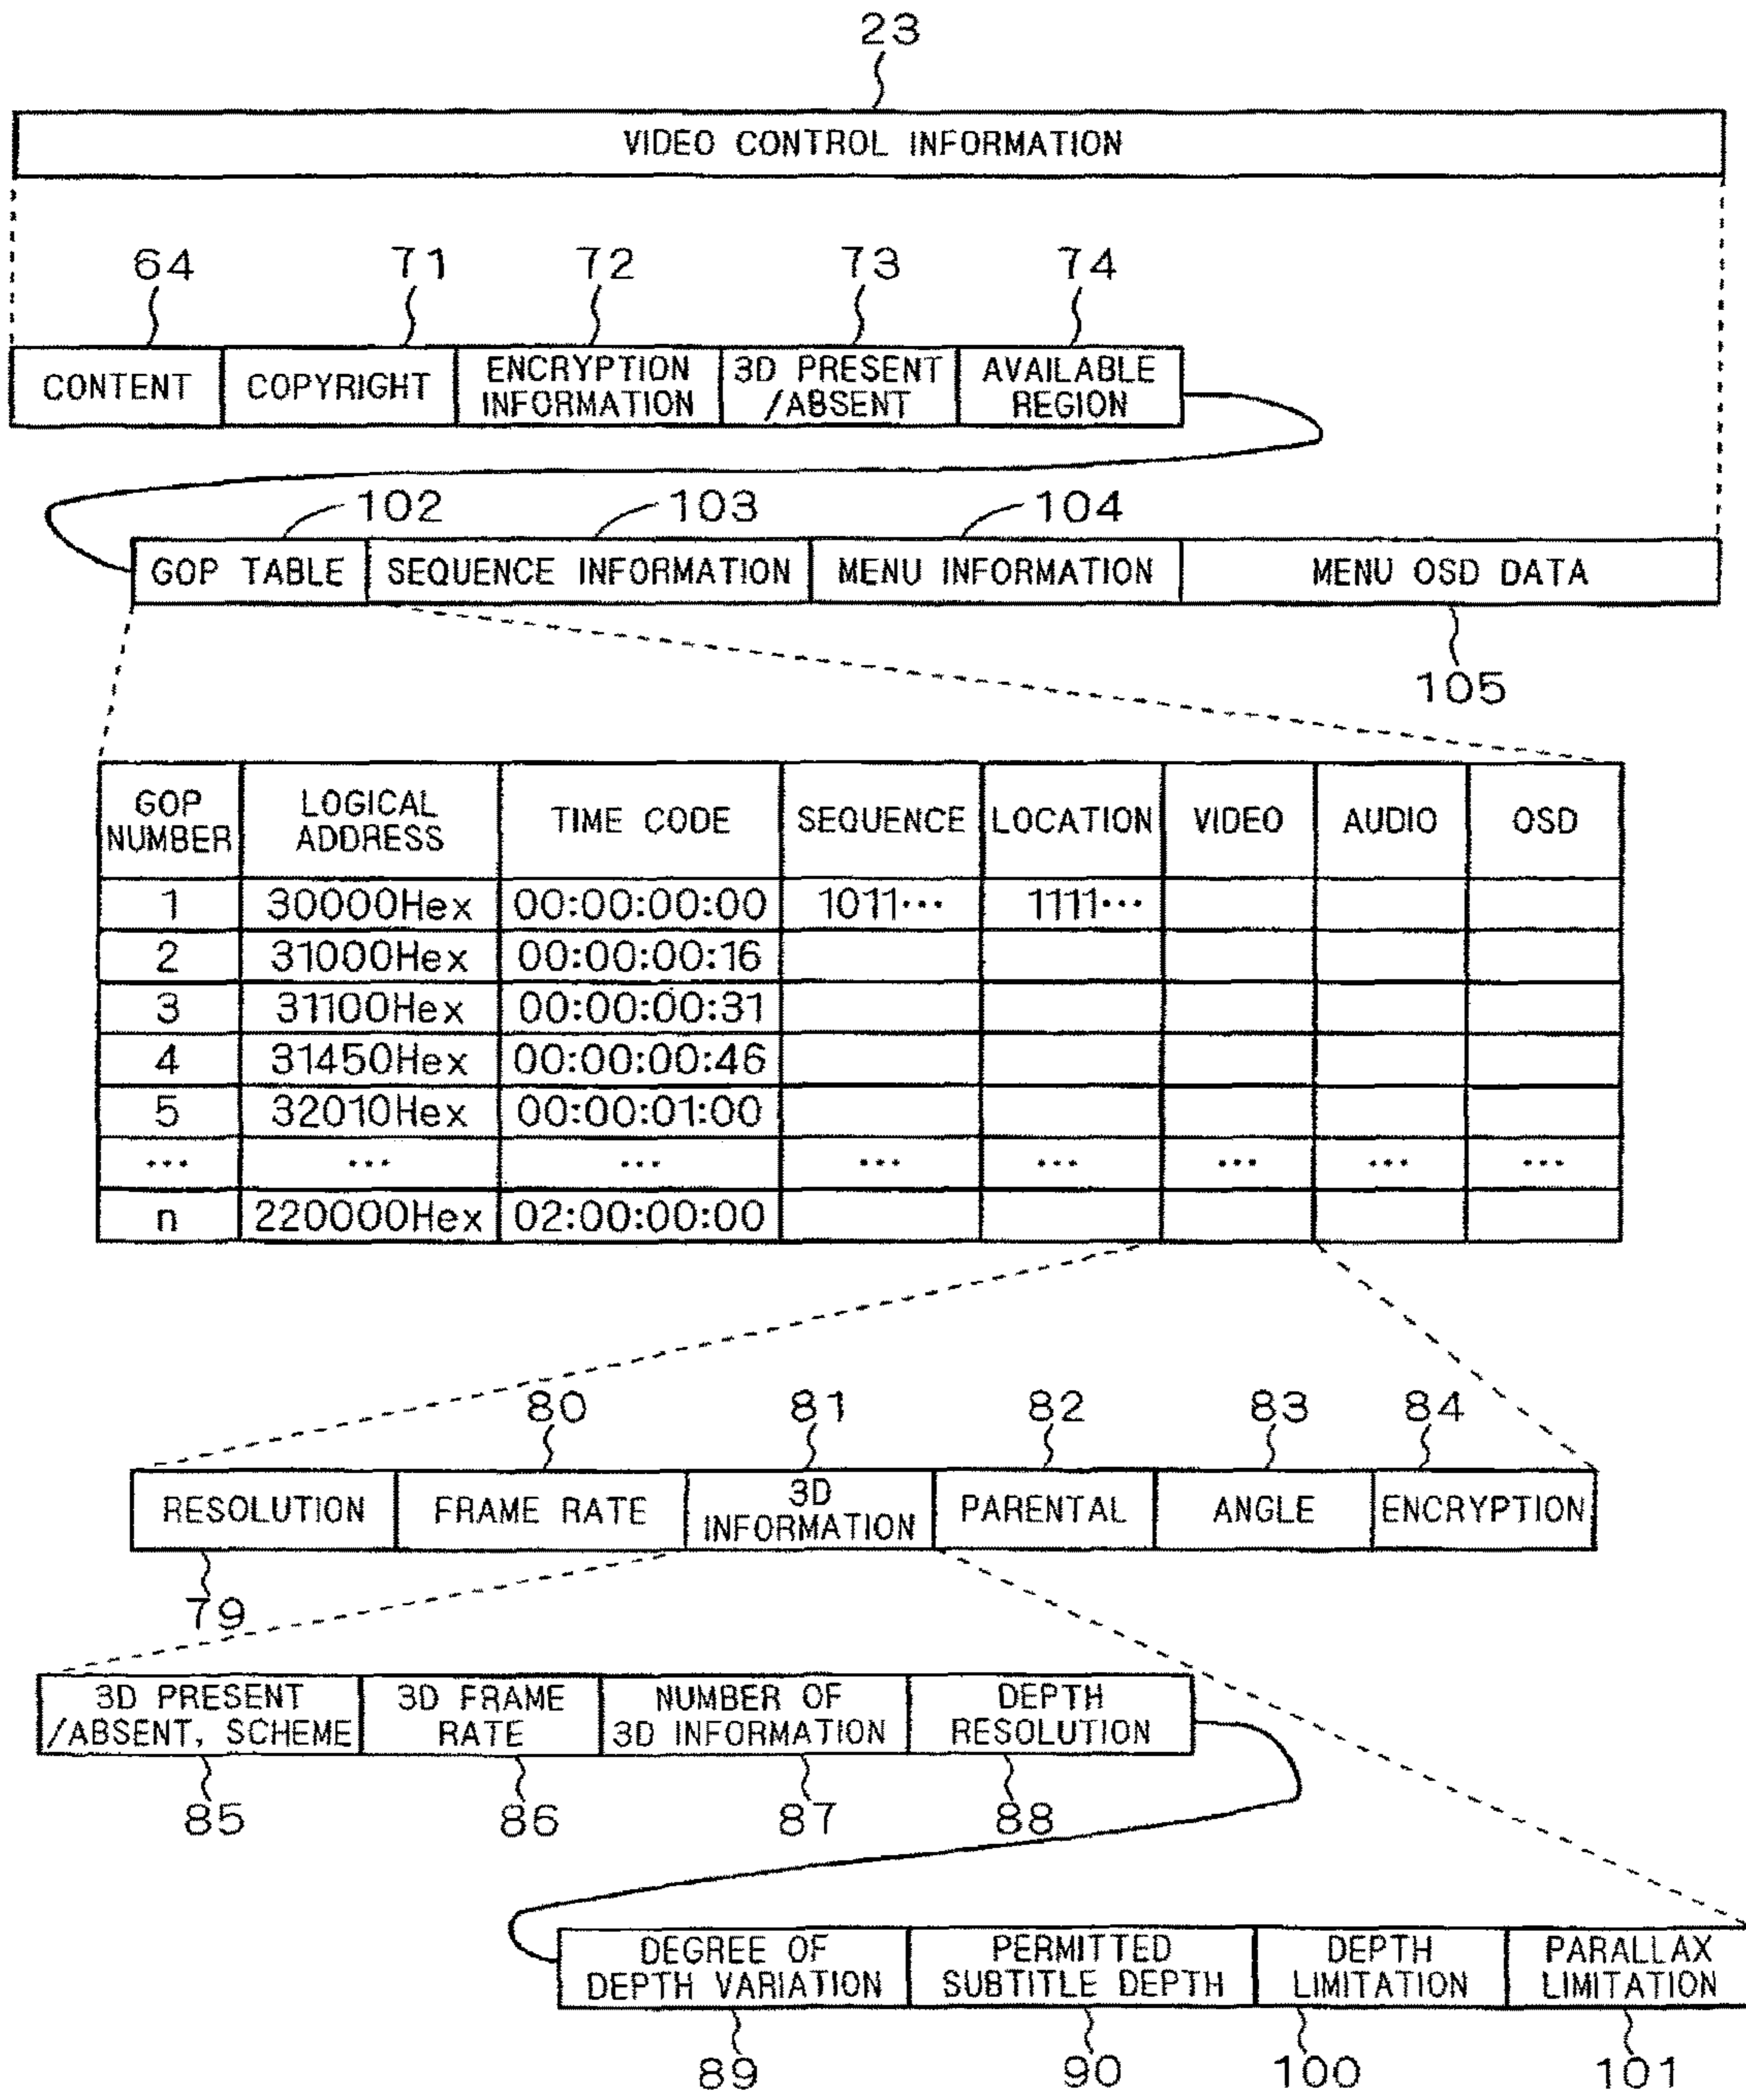 23
VIDEO CONTROL INFORMATION
64 71 72 73 74
CONTENT COPYRIGHT ENCRYPTION INFORMATION 3D PRESENT /ABSENT AVAILABLE REGION
102 103 104
GOP TABLE SEQUENCE INFORMATION MENU INFORMATION MENU OSD DATA
105
GOP NUMBER LOGICAL ADDRESS TIME CODE SEQUENCE LOCATION VIDEO AUDIO OSD
1 30000Hex 00:00:00:00 1011... 1111...
2 31000Hex 00:00:00:16
3 31100Hex 00:00:00:31
4 31450Hex 00:00:00:46
5 32010Hex 00:00:01:00
... ... ... ... ... ... ... ...
n 220000Hex 02:00:00:00
80 81 82 83 84
RESOLUTION FRAME RATE 3D INFORMATION PARENTAL ANGLE ENCRYPTION
79
3D PRESENT /ABSENT, SCHEME 3D FRAME RATE NUMBER OF 3D INFORMATION DEPTH RESOLUTION
85 86 87 88
DEGREE OF DEPTH VARIATION PERMITTED SUBTITLE DEPTH DEPTH LIMITATION PARALLAX LIMITATION
89 90 100 101